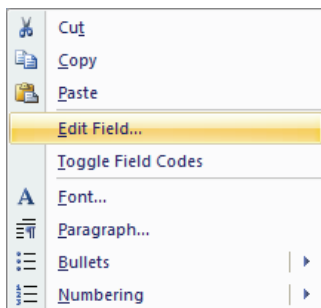 Cut
Copy
Paste
Edit Field...
Toggle Field Codes
Font...
Paragraph...
Bullets
Numbering